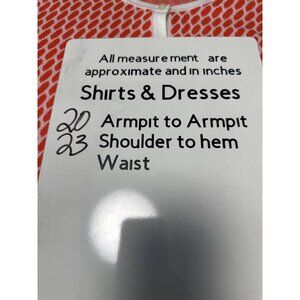 All measurement are
approximate and in inches
Shirts & Dresses
20 Armpit to Armpit
23 Shoulder to hem
Waist